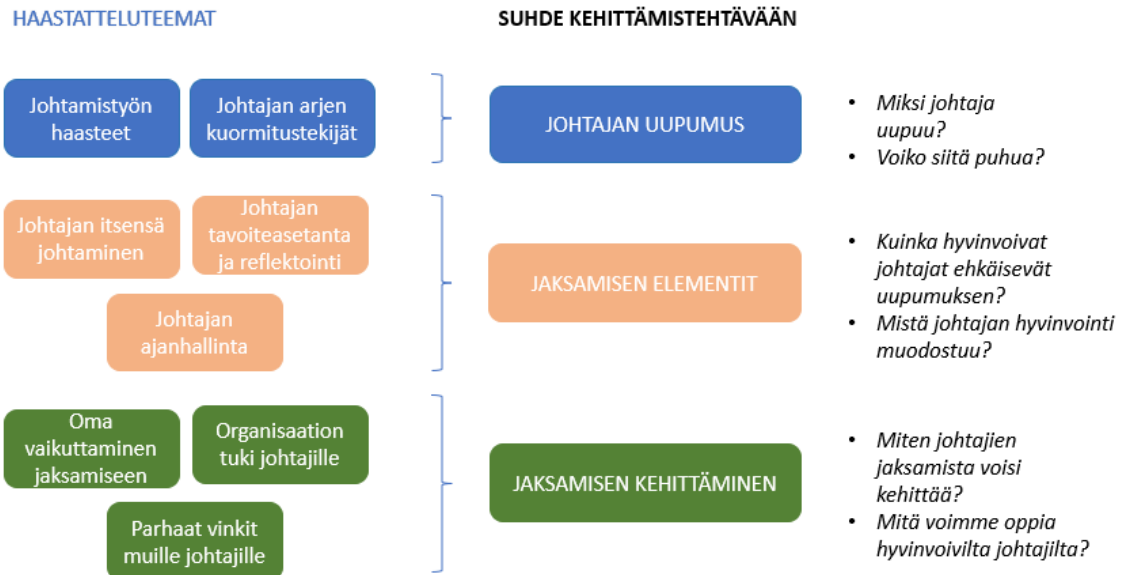 HAASTATTELUTEEMAT
SUHDE KEHITTÄMISTEHTÄVÄÄN
Johtamistyön
haasteet
Johtajan arjen
kuormitustekijät
JOHTAJAN UUPUMUS
• Miksi johtaja
uupuu?
• Voiko siitä puhua?
Johtajan itsensä
johtaminen
Johtajan
tavoiteasetanta
ja reflektointi
Johtajan
ajanhallinta
JAKSAMISEN ELEMENTIT
• Kuinka hyvinvoivat
johtajat ehkäisevät
uupumuksen?
• Mistä johtajan hyvinvointi
muodostuu?
Oma
vaikuttaminen
jaksamiseen
Organisaation
tuki johtajille
Parhaat vinkit
muille johtajille
JAKSAMISEN KEHITTÄMINEN
• Miten johtajien
jaksamista voisi
kehittää?
• Mitä voimme oppia
hyvinvoivilta johtajilta?